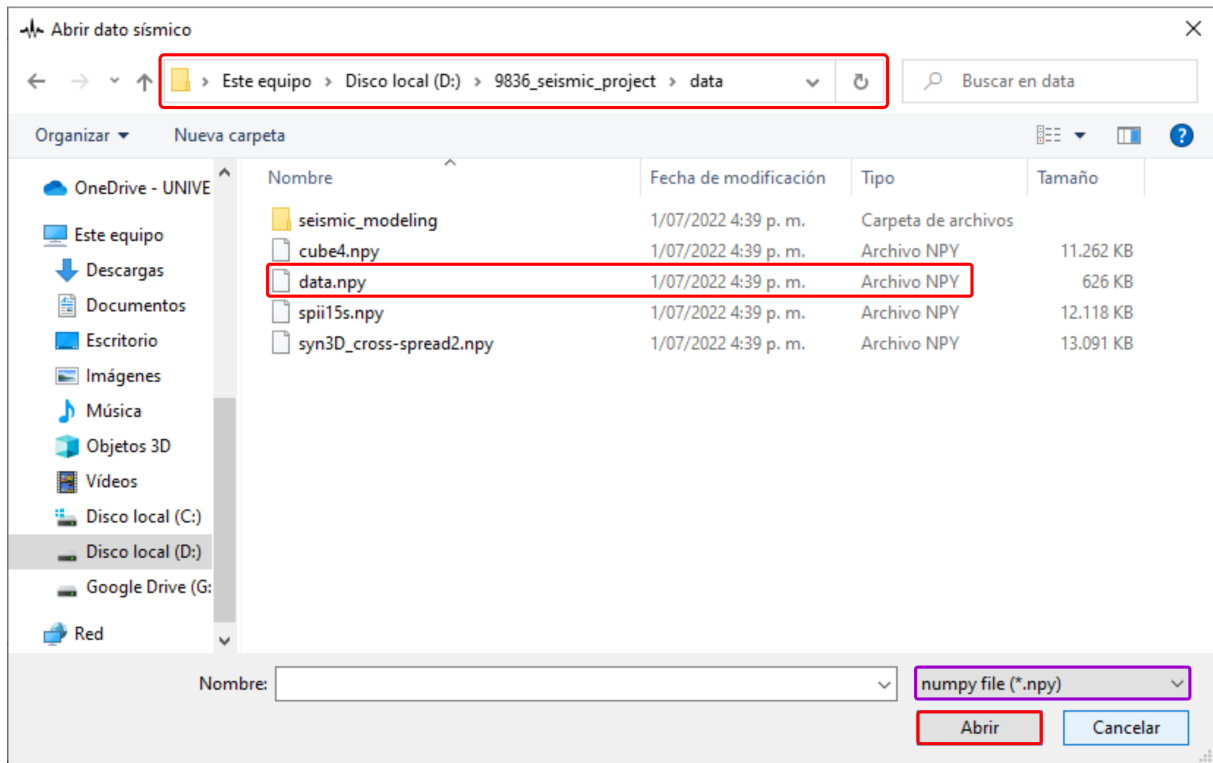 Abrir dato sísmico
Este equipo > Disco local (D:) > 9836_seismic_project > data
Buscar en data
Organizar
Nueva carpeta
Nombre Fecha de modificación Tipo Tamaño
OneDrive - UNIVE
Este equipo
Descargas
Documentos
Escritorio
Imágenes
Música
Objetos 3D
Vídeos
Disco local (C:)
Disco local (D:)
Google Drive (G:
Red
seismic_modeling 1/07/2022 4:39 p. m. Carpeta de archivos
cube4.npy 1/07/2022 4:39 p. m. Archivo NPY 11.262 KB
data.npy 1/07/2022 4:39 p. m. Archivo NPY 626 KB
spii15s.npy 1/07/2022 4:39 p. m. Archivo NPY 12.118 KB
syn3D_cross-spread2.npy 1/07/2022 4:39 p. m. Archivo NPY 13.091 KB
Nombre:
numpy file (*.npy)
Abrir Cancelar